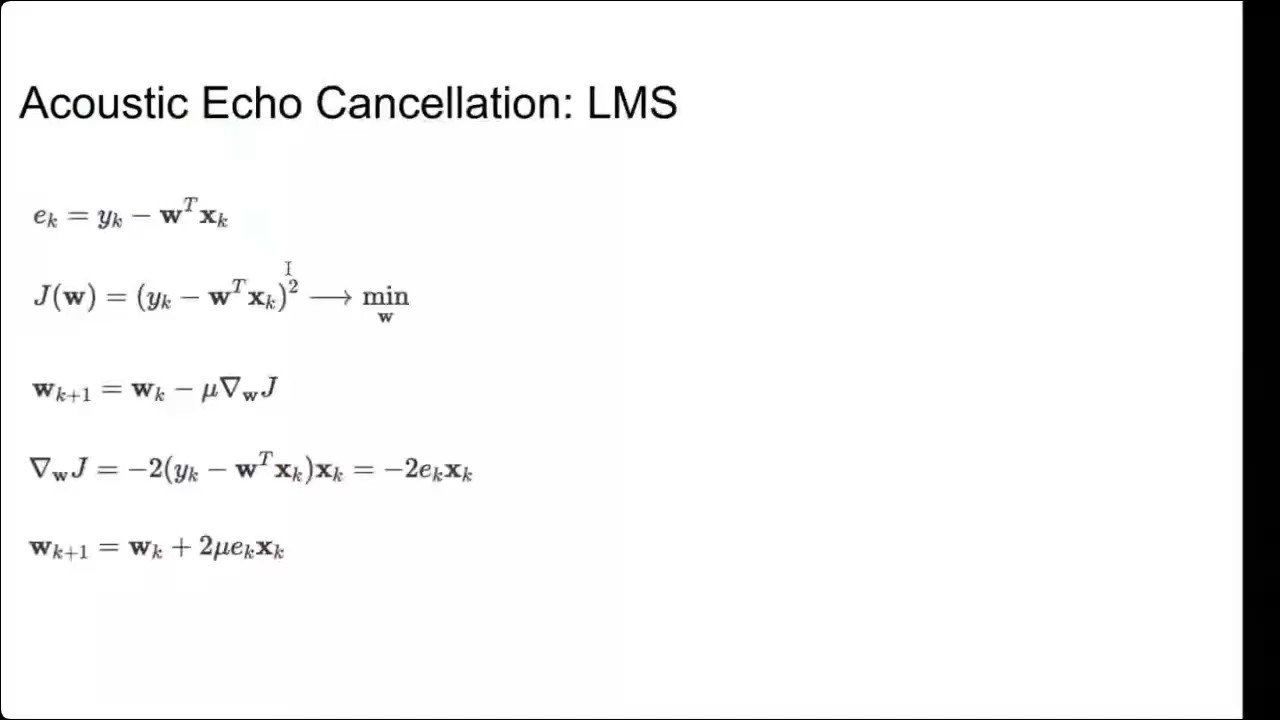 Acoustic Echo Cancellation: LMS
e_k = y_k − w^T x_k
J(w) = (y_k − w^T x_k)^2 ⟶ min_w
w_{k+1} = w_k − μ∇_w J
∇_w J = −2(y_k − w^T x_k)x_k = −2e_k x_k
w_{k+1} = w_k + 2μe_k x_k